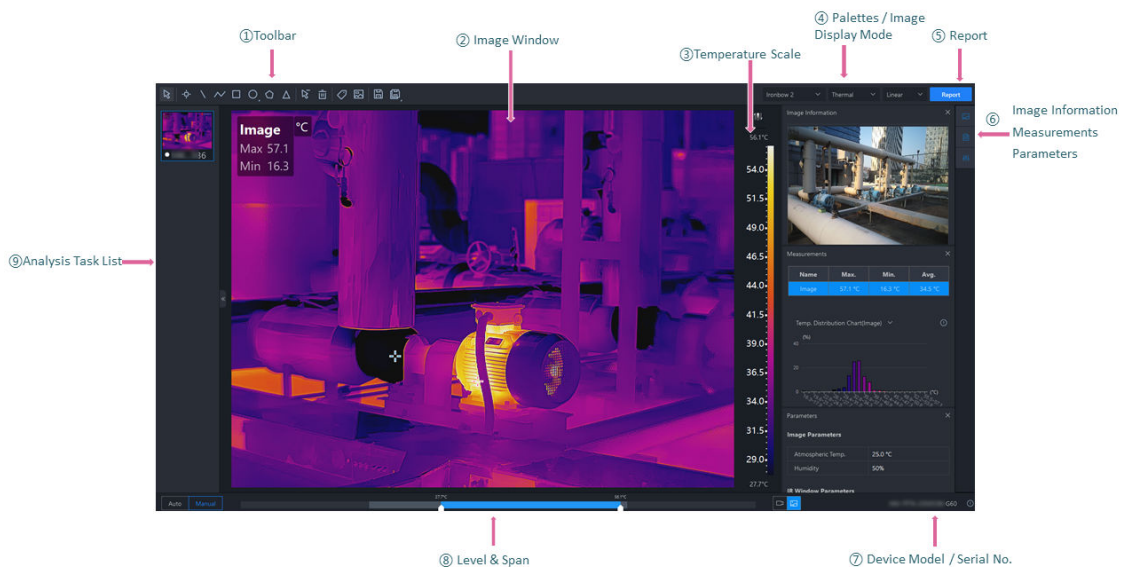 ④ Palettes / Image
Display Mode
①Toolbar
② Image Window
⑤ Report
③Temperature Scale
Ironbow 2
Thermal
Linear
Report
Image Information
⑥
Image Information
Measurements
Parameters
Image °C
Max 57.1
Min 16.3
56.1°C
54.0
51.5
49.0
46.5
44.0
41.5
39.0
36.5
34.0
31.5
29.0
27.7°C
Measurements
Name Max. Min. Avg.
Image 57.1 °C 16.3 °C 34.5 °C
Temp. Distribution Chart(Image)
(%)
40
20
0
(°C)
⑨Analysis Task List
Parameters
Image Parameters
Atmospheric Temp. 25.0 °C
Humidity 50%
IR Window Parameters
Auto Manual
27.7°C
G60
⑧ Level & Span
⑦ Device Model / Serial No.